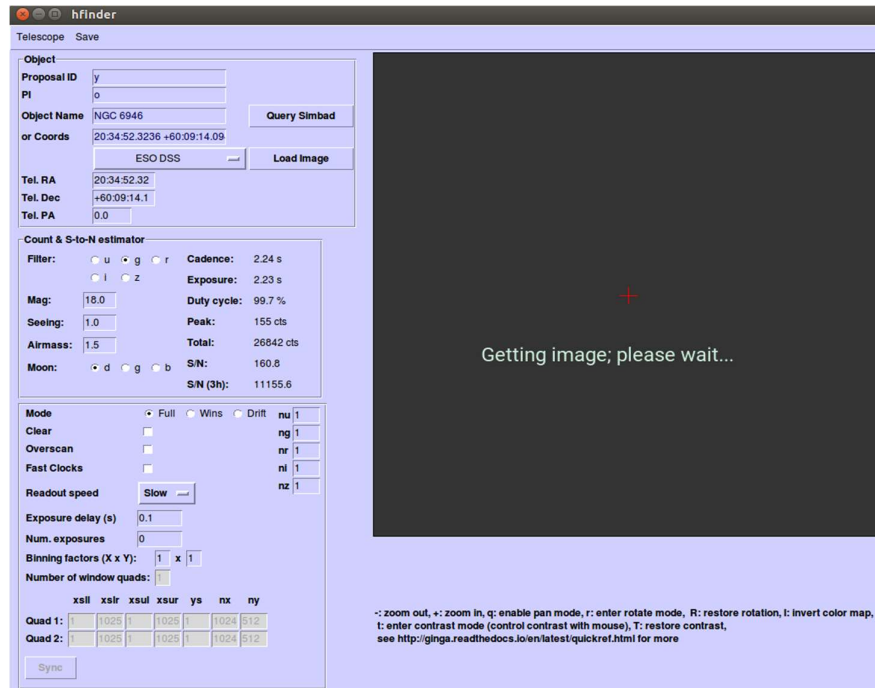 hfinder
Telescope Save
Object
Proposal ID y
PI o
Object Name NGC 6946 Query Simbad
or Coords 20:34:52.3236 +60:09:14.09
ESO DSS Load Image
Tel. RA 20:34:52.32
Tel. Dec +60:09:14.1
Tel. PA 0.0
Count & S-to-N estimator
Filter: u g r Cadence: 2.24 s
i z Exposure: 2.23 s
Mag: 18.0 Duty cycle: 99.7 %
Seeing: 1.0 Peak: 155 cts
Airmass: 1.5 Total: 26842 cts
Moon: d g b S/N: 160.8
S/N (3h): 11155.6
Mode Full Wins Drift nu 1
Clear ng 1
Overscan nr 1
Fast Clocks ni 1
Readout speed Slow nz 1
Exposure delay (s) 0.1
Num. exposures 0
Binning factors (X x Y): 1 x 1
Number of window quads: 1
xsll xslr xsul xsur ys nx ny
Quad 1: 1 1025 1 1025 1 1024 512
Quad 2: 1 1025 1 1025 1 1024 512
Sync
Getting image; please wait...
-: zoom out, +: zoom in, q: enable pan mode, r: enter rotate mode, R: restore rotation, I: invert color map,
t: enter contrast mode (control contrast with mouse), T: restore contrast,
see http://ginga.readthedocs.io/en/latest/quickref.html for more